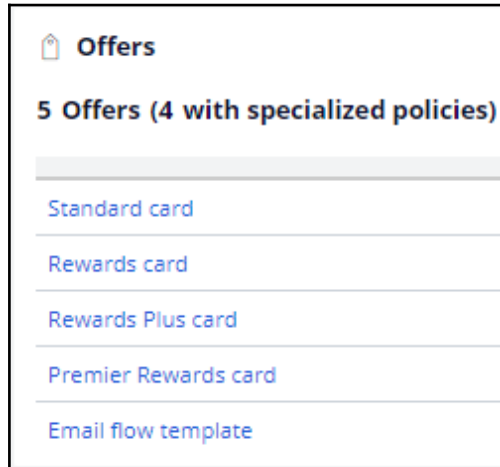 Offers
5 Offers (4 with specialized policies)
Standard card
Rewards card
Rewards Plus card
Premier Rewards card
Email flow template